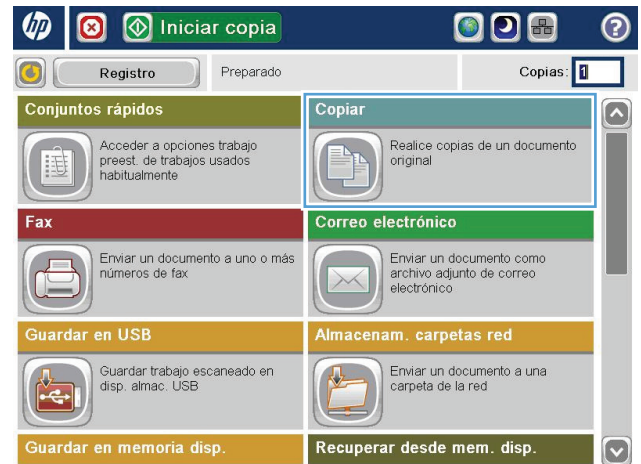 hp
Iniciar copia
?
Registro
Preparado
Copias: 1
Conjuntos rápidos
Acceder a opciones trabajo
preest. de trabajos usados
habitualmente
Copiar
Realice copias de un documento
original
Fax
Enviar un documento a uno o más
números de fax
Correo electrónico
Enviar un documento como
archivo adjunto de correo
electrónico
Guardar en USB
Guardar trabajo escaneado en
disp. almac. USB
Almacenam. carpetas red
Enviar un documento a una
carpeta de la red
Guardar en memoria disp.
Recuperar desde mem. disp.